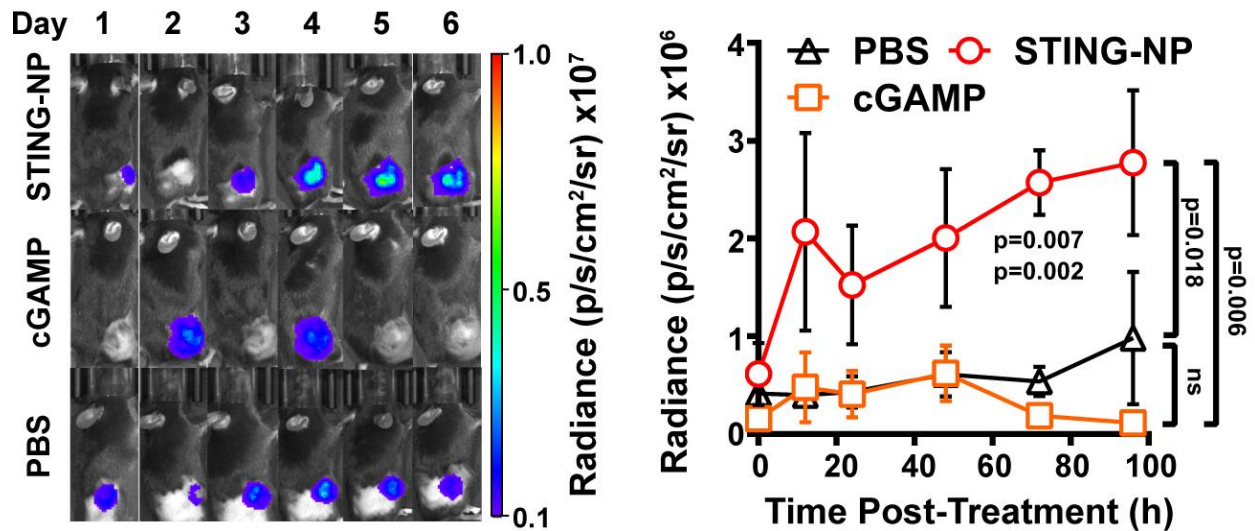 Day 1 2 3 4 5 6
STING-NP
cGAMP
PBS
1.0
0.5
0.1
Radiance (p/s/cm²/sr) x10⁷
Radiance (p/s/cm²/sr) x10⁶
4
3
2
1
0
PBS STING-NP
cGAMP
p=0.007
p=0.002
p=0.018
ns
p=0.006
0 20 40 60 80 100
Time Post-Treatment (h)